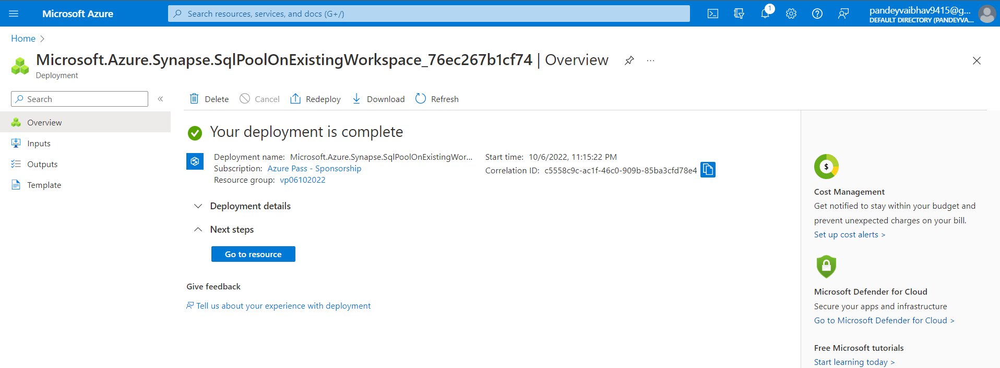 Microsoft Azure
Search resources, services, and docs (G+/)
1
pandeyvaibhav9415@g...
DEFAULT DIRECTORY (PANDEYVA...
Home
Microsoft.Azure.Synapse.SqlPoolOnExistingWorkspace_76ec267b1cf74 | Overview
...
Deployment
Search
«
Delete
Cancel
Redeploy
Download
Refresh
Overview
Inputs
Outputs
Template
Your deployment is complete
Deployment name: Microsoft.Azure.Synapse.SqlPoolOnExistingWor...
Subscription: Azure Pass - Sponsorship
Resource group: vp06102022
Start time: 10/6/2022, 11:15:22 PM
Correlation ID: c5558c9c-ac1f-46c0-909b-85ba3cfd78e4
Deployment details
Next steps
Go to resource
Give feedback
Tell us about your experience with deployment
$
Cost Management
Get notified to stay within your budget and
prevent unexpected charges on your bill.
Set up cost alerts >
Microsoft Defender for Cloud
Secure your apps and infrastructure
Go to Microsoft Defender for Cloud >
Free Microsoft tutorials
Start learning today >